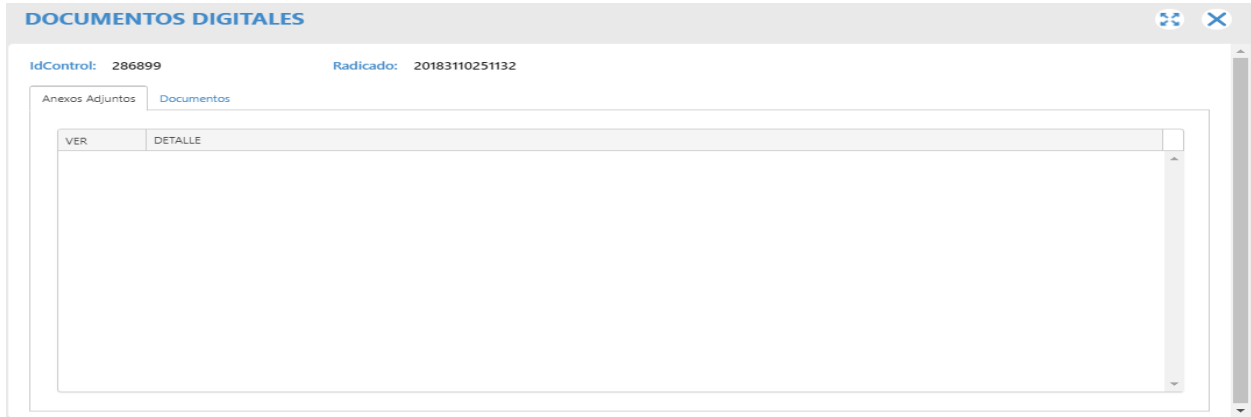 DOCUMENTOS DIGITALES
IdControl: 286899 Radicado: 20183110251132
Anexos Adjuntos Documentos
VER DETALLE